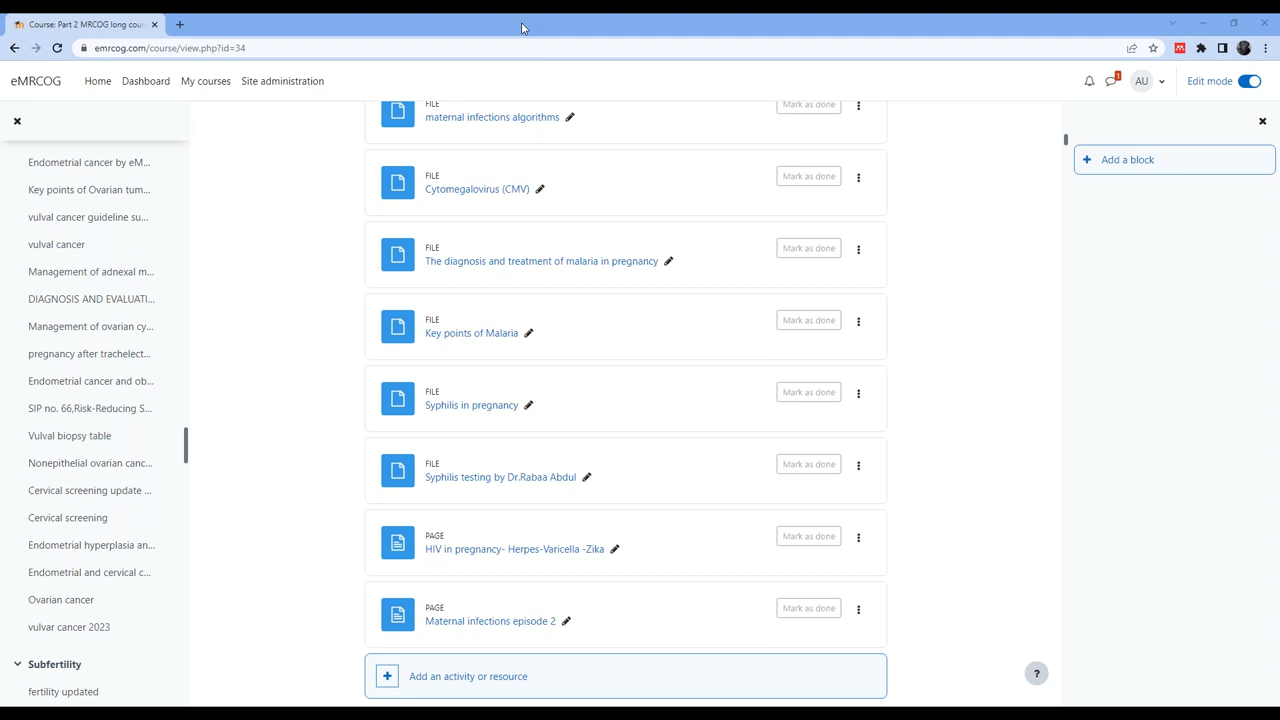 Course: Part 2 MRCOG long cou
emrcog.com/course/view.php?id=34
eMRCOG
Home
Dashboard
My courses
Site administration
1
AU
Edit mode
Endometrial cancer by eM...
Key points of Ovarian tum...
vulval cancer guideline su...
vulval cancer
Management of adnexal m...
DIAGNOSIS AND EVALUATI...
Management of ovarian cy...
pregnancy after trachelect...
Endometrial cancer and ob...
SIP no. 66,Risk-Reducing S...
Vulval biopsy table
Nonepithelial ovarian canc...
Cervical screening update ...
Cervical screening
Endometrial hyperplasia an...
Endometrial and cervical c...
Ovarian cancer
vulvar cancer 2023
Subfertility
fertility updated
FILE
maternal infections algorithms
Mark as done
FILE
Cytomegalovirus (CMV)
Mark as done
FILE
The diagnosis and treatment of malaria in pregnancy
Mark as done
FILE
Key points of Malaria
Mark as done
FILE
Syphilis in pregnancy
Mark as done
FILE
Syphilis testing by Dr.Rabaa Abdul
Mark as done
PAGE
HIV in pregnancy- Herpes-Varicella -Zika
Mark as done
PAGE
Maternal infections episode 2
Mark as done
Add an activity or resource
Add a block
?